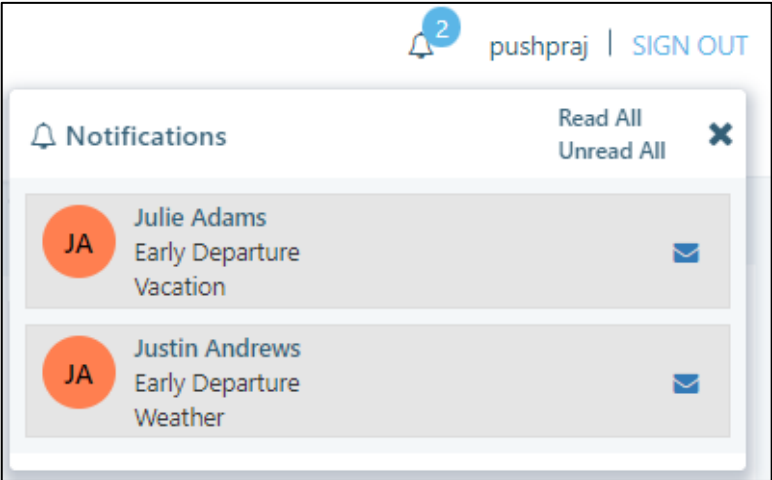 2
pushpraj | SIGN OUT
Notifications
Read All
Unread All
JA
Julie Adams
Early Departure
Vacation
JA
Justin Andrews
Early Departure
Weather